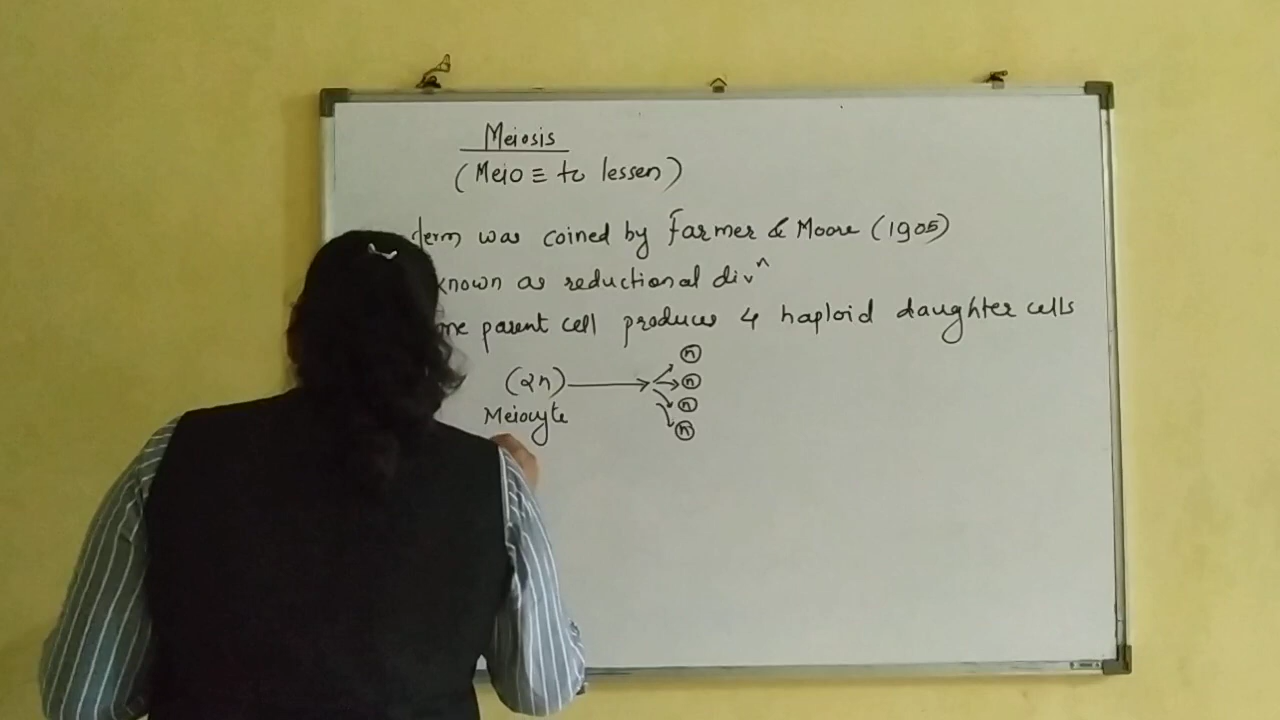 Meiosis
(Meio ≡ to lessen)
term was coined by Farmer & Moore (1905)
known as reductional divⁿ
one parent cell produces 4 haploid daughter cells
n
(2n) → n
Meiocyte n
n